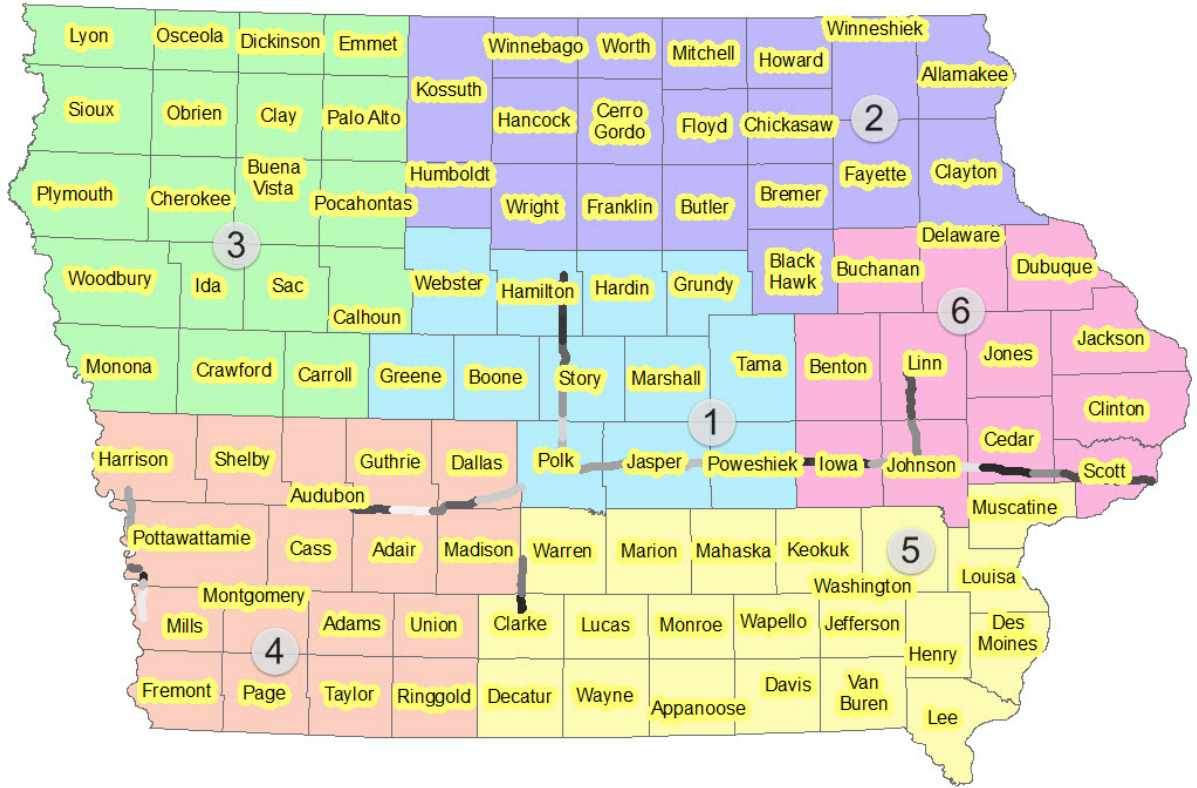 Lyon
Osceola
Dickinson
Emmet
Winnebago
Worth
Mitchell
Howard
Winneshiek
Allamakee
Kossuth
Sioux
Obrien
Clay
Palo Alto
Hancock
Cerro
Gordo
Floyd
Chickasaw
2
Plymouth
Cherokee
Buena
Vista
Pocahontas
Humboldt
Wright
Franklin
Butler
Bremer
Fayette
Clayton
3
Woodbury
Ida
Sac
Calhoun
Webster
Hamilton
Hardin
Grundy
Black
Hawk
Buchanan
Delaware
Dubuque
6
Monona
Crawford
Carroll
Greene
Boone
Story
Marshall
Tama
Benton
Linn
Jones
Jackson
Clinton
1
Harrison
Shelby
Audubon
Guthrie
Dallas
Polk
Jasper
Poweshiek
Iowa
Johnson
Cedar
Scott
Muscatine
Pottawattamie
Cass
Adair
Madison
Warren
Marion
Mahaska
Keokuk
5
Washington
Louisa
Montgomery
Mills
Adams
Union
Clarke
Lucas
Monroe
Wapello
Jefferson
Henry
Des
Moines
4
Fremont
Page
Taylor
Ringgold
Decatur
Wayne
Appanoose
Davis
Van
Buren
Lee